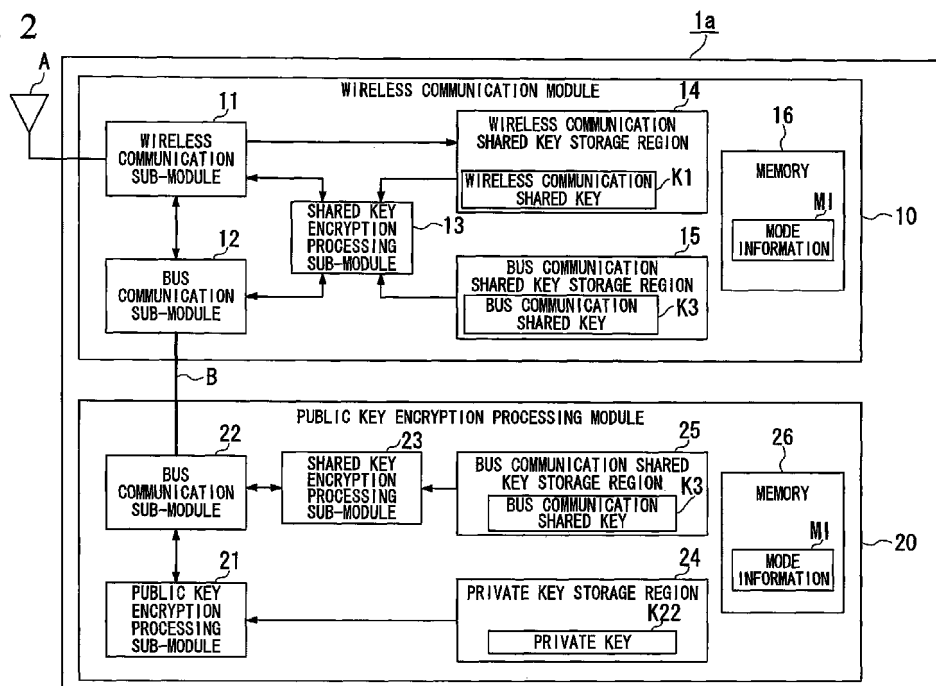 2
1a
A
WIRELESS COMMUNICATION MODULE
11
WIRELESS
COMMUNICATION
SUB-MODULE
14
WIRELESS COMMUNICATION
SHARED KEY STORAGE REGION
WIRELESS COMMUNICATION
SHARED KEY
K1
16
MEMORY
MI
MODE
INFORMATION
10
SHARED KEY
ENCRYPTION
PROCESSING
SUB-MODULE
13
12
BUS
COMMUNICATION
SUB-MODULE
15
BUS COMMUNICATION
SHARED KEY STORAGE REGION
BUS COMMUNICATION
SHARED KEY
K3
B
PUBLIC KEY ENCRYPTION PROCESSING MODULE
22
BUS
COMMUNICATION
SUB-MODULE
23
SHARED KEY
ENCRYPTION
PROCESSING
SUB-MODULE
25
BUS COMMUNICATION SHARED
KEY STORAGE REGION
K3
BUS COMMUNICATION
SHARED KEY
26
MEMORY
MI
MODE
INFORMATION
20
21
PUBLIC KEY
ENCRYPTION
PROCESSING
SUB-MODULE
24
PRIVATE KEY STORAGE REGION
K22
PRIVATE KEY